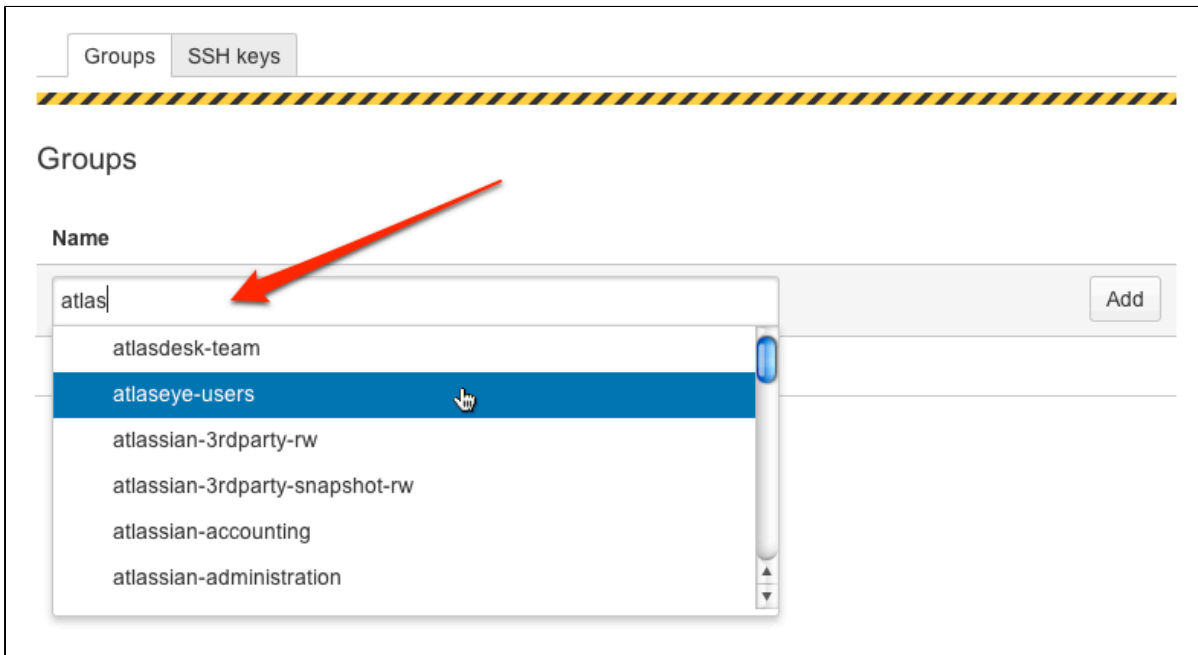 Groups SSH keys
Groups
Name
atlas
Add
atlasdesk-team
atlaseye-users
atlassian-3rdparty-rw
atlassian-3rdparty-snapshot-rw
atlassian-accounting
atlassian-administration